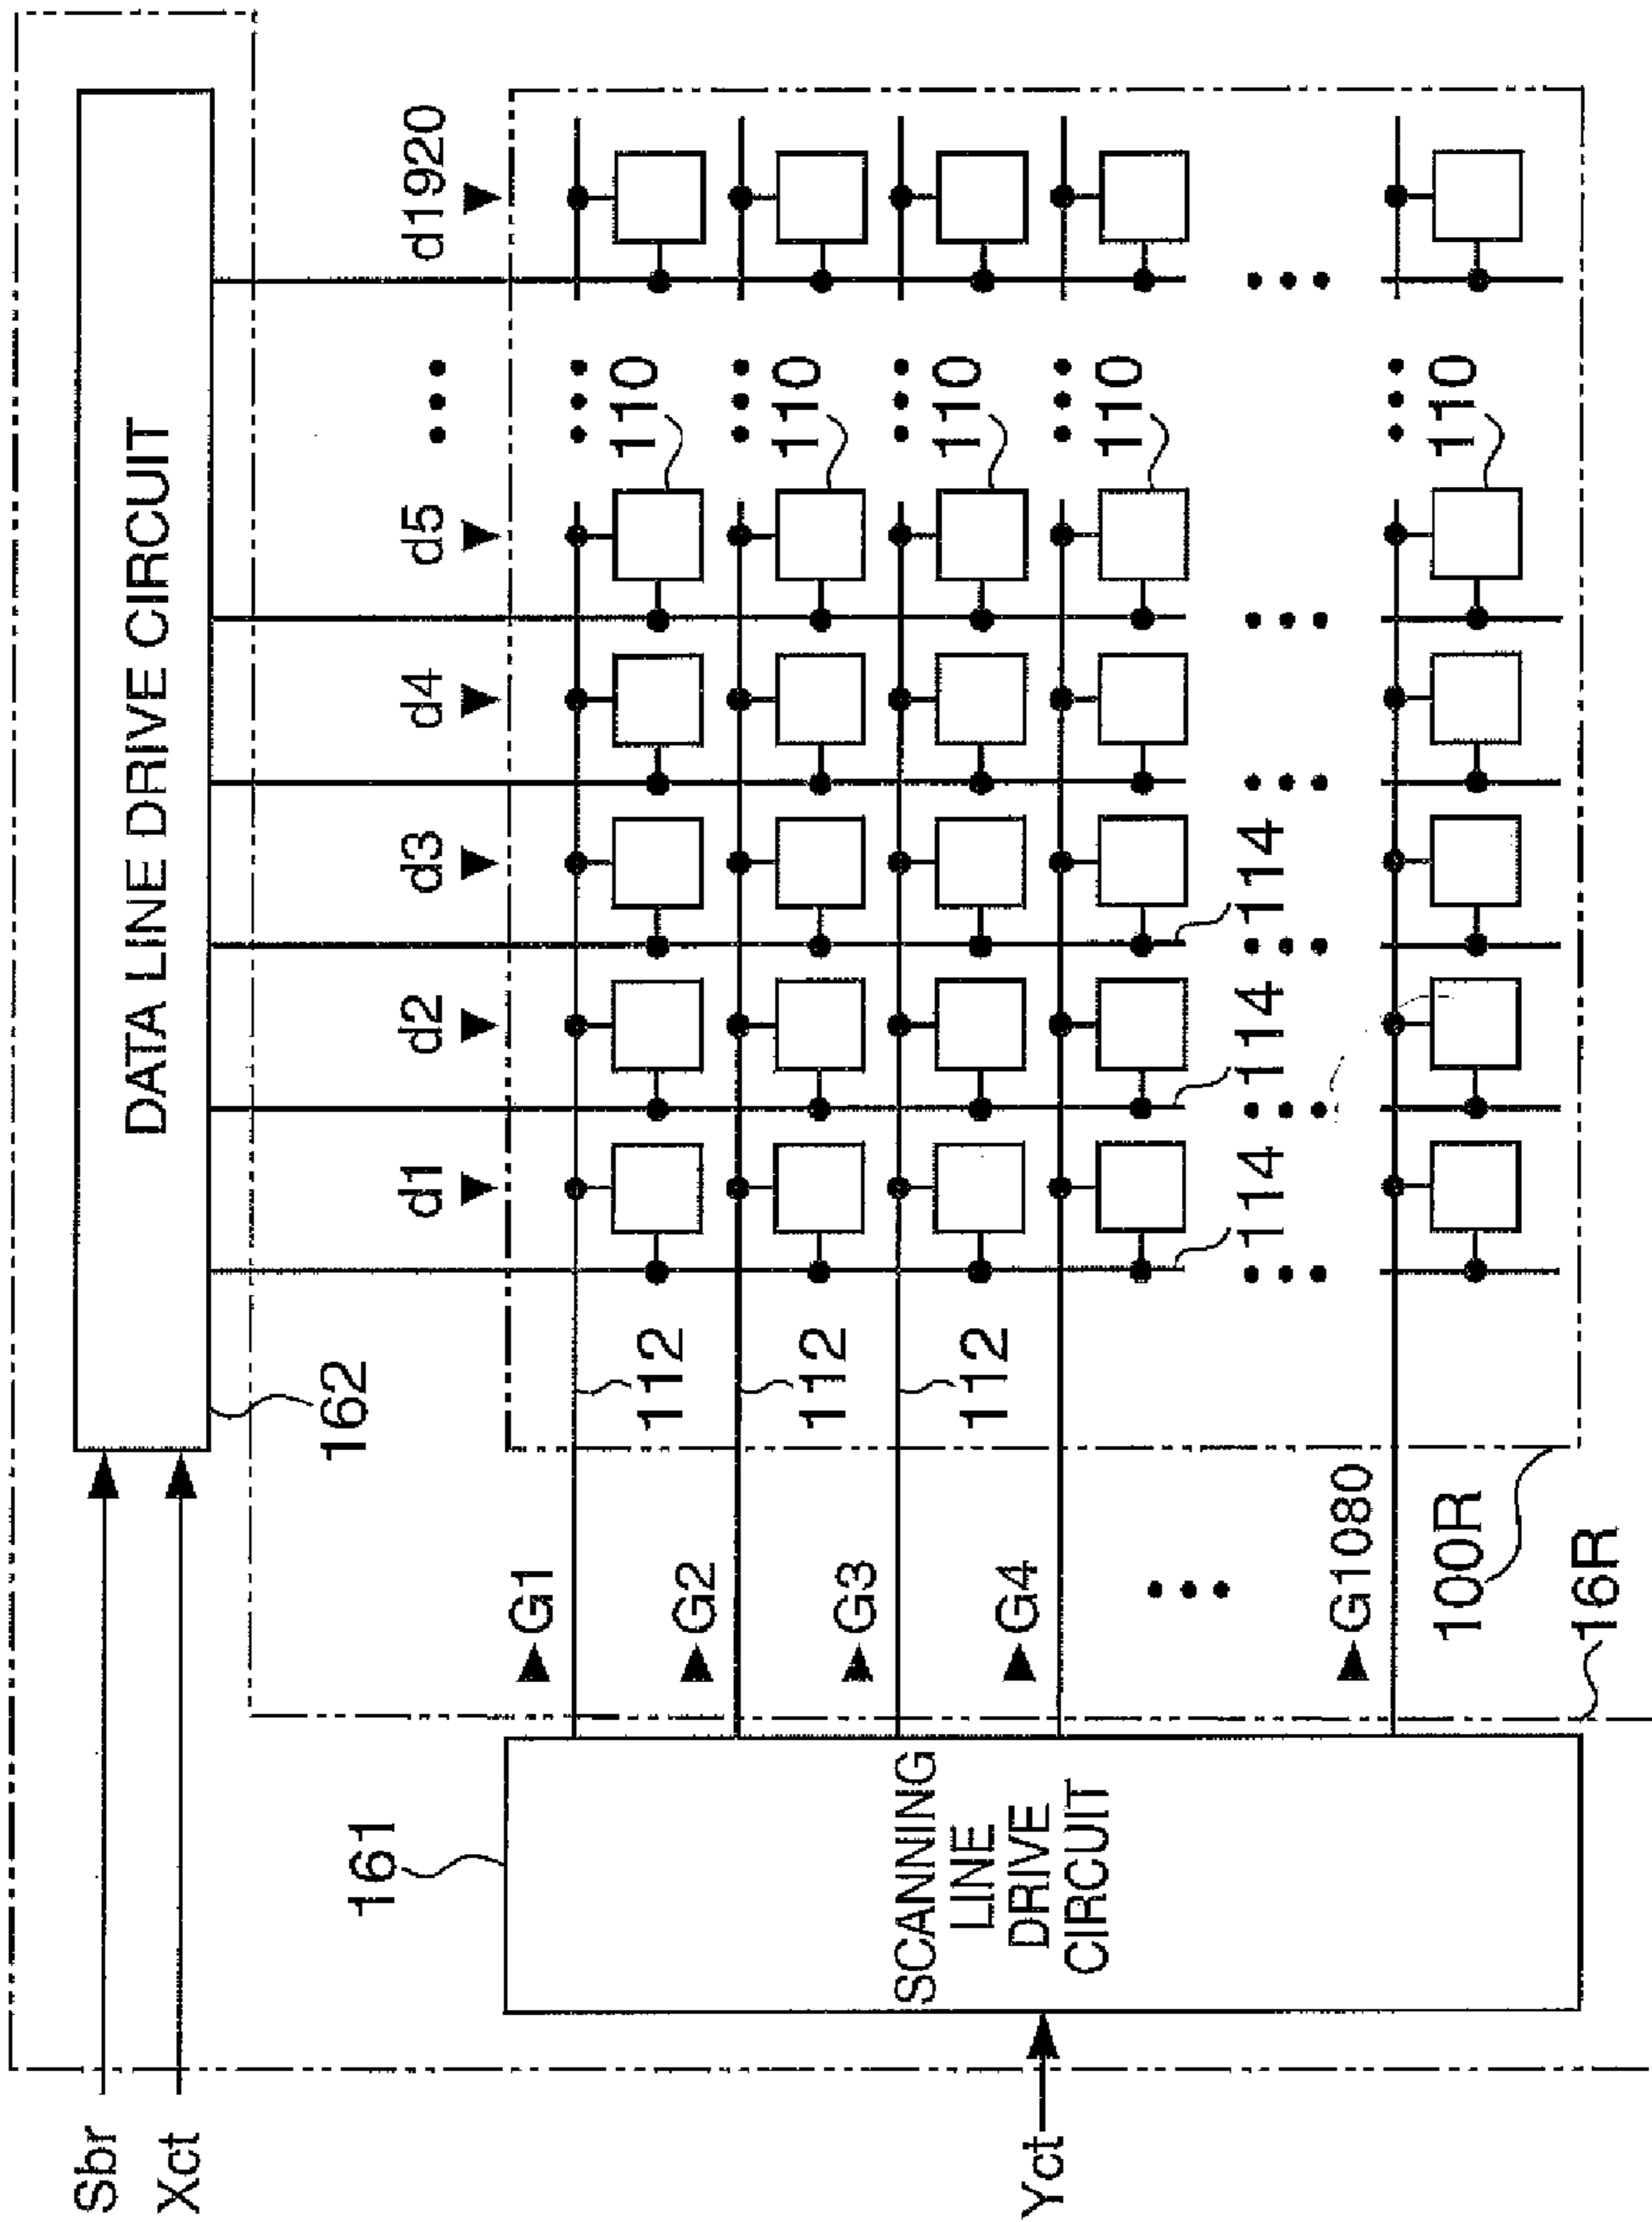 Sbr
Xct
DATA LINE DRIVE CIRCUIT
162
d1
d2
d3
d4
d5
•••
d1920
161
SCANNING
LINE
DRIVE
CIRCUIT
Yct
G1
112
•••
110
G2
112
•••
110
G3
112
•••
110
G4
•••
110
114
114
114
•••
G1080
•••
110
100R
16R